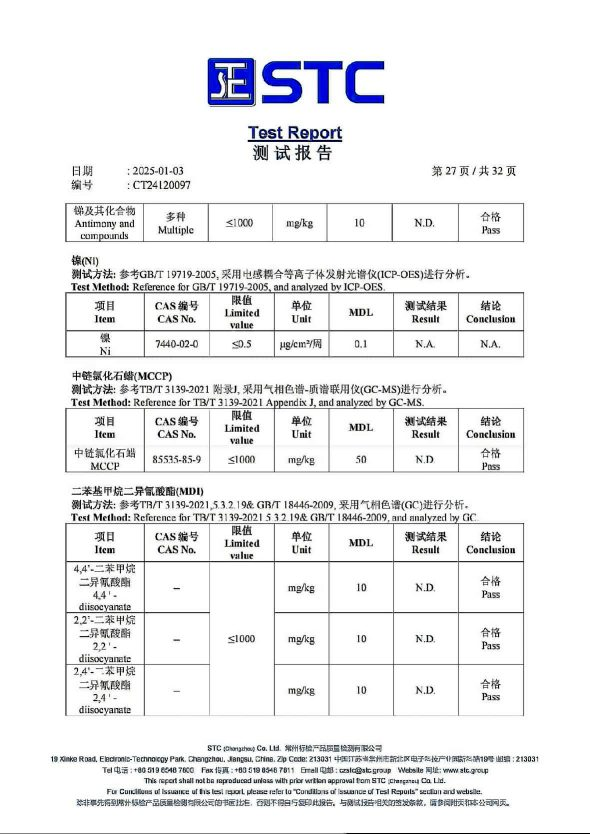 STC
Test Report
测试报告
日期 : 2025-01-03 第 27 页 / 共 32 页
编号 : CT24120097
锑及其化合物 Antimony and compounds 多种 Multiple ≤1000 mg/kg 10 N.D. 合格 Pass
镍(Ni)
测试方法: 参考GB/T 19719-2005, 采用电感耦合等离子体发射光谱仪(ICP-OES)进行分析。
Test Method: Reference for GB/T 19719-2005, and analyzed by ICP-OES.
项目 Item CAS 编号 CAS No. 限值 Limited value 单位 Unit MDL 测试结果 Result 结论 Conclusion
镍 Ni 7440-02-0 ≤0.5 μg/cm²/周 0.1 N.A. N.A.
中链氯化石蜡(MCCP)
测试方法: 参考TB/T 3139-2021 附录J, 采用气相色谱-质谱联用仪(GC-MS)进行分析。
Test Method: Reference for TB/T 3139-2021 Appendix J, and analyzed by GC-MS.
项目 Item CAS 编号 CAS No. 限值 Limited value 单位 Unit MDL 测试结果 Result 结论 Conclusion
中链氯化石蜡 MCCP 85535-85-9 ≤1000 mg/kg 50 N.D. 合格 Pass
二苯基甲烷二异氰酸酯(MDI)
测试方法: 参考TB/T 3139-2021,5.3.2.19& GB/T 18446-2009, 采用气相色谱(GC)进行分析。
Test Method: Reference for TB/T 3139-2021 5.3.2.19& GB/T 18446-2009, and analyzed by GC.
项目 Item CAS 编号 CAS No. 限值 Limited value 单位 Unit MDL 测试结果 Result 结论 Conclusion
4,4'-二苯甲烷二异氰酸酯 4,4'-diisocyanate – ≤1000 mg/kg 10 N.D. 合格 Pass
2,2'-二苯甲烷二异氰酸酯 2,2'-diisocyanate – mg/kg 10 N.D. 合格 Pass
2,4'-二苯甲烷二异氰酸酯 2,4'-diisocyanate – mg/kg 10 N.D. 合格 Pass
STC (Changzhou) Co. Ltd. 常州标检产品质量检测有限公司
19 Xinke Road, Electronic-Technology Park, Changzhou, Jiangsu, China. Zip Code: 213031 中国江苏省常州市新北区电子科技产业园新科路19号 邮编 : 213031
Tel 电话 : +86 519 8548 7800 Fax 传真 : +86 519 8548 7811 Email 电邮 : czstc@stc.group Website 网址: www.stc.group
This report shall not be reproduced unless with prior written approval from STC (Changzhou) Co. Ltd.
For Conditions of Issuance of this test report, please refer to "Conditions of Issuance of Test Reports" section and website.
除非事先得到常州标检产品质量检测有限公司的书面批准, 否则不得自行复印此报告。与测试报告相关的签发条款, 请参阅附页和本公司网页。